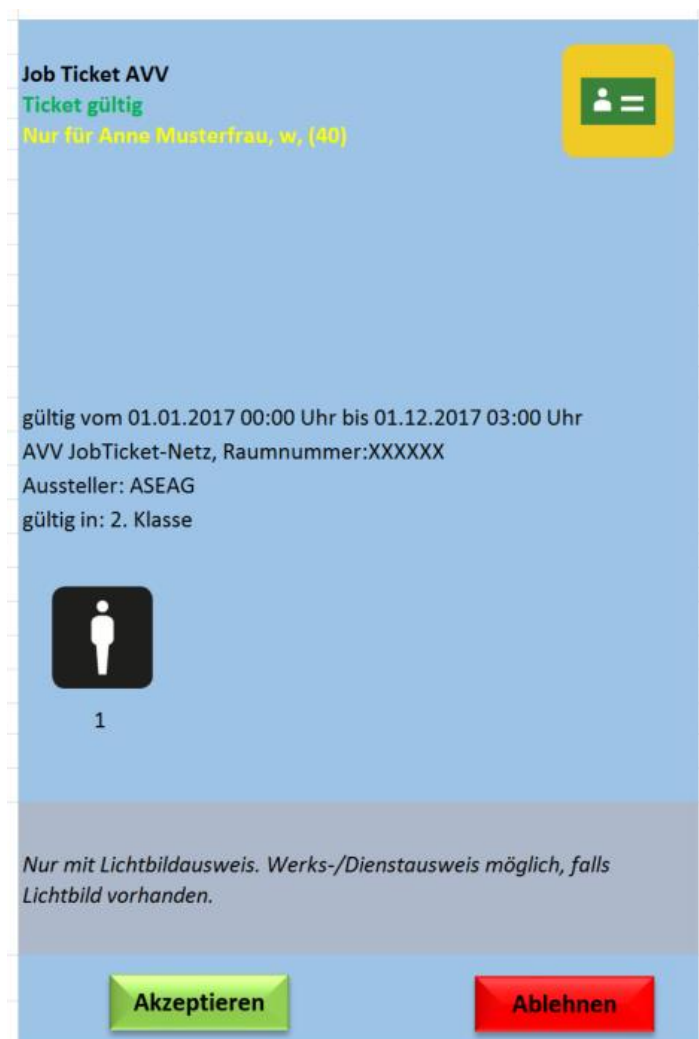 Job Ticket AVV
Ticket gültig
Nur für Anne Musterfrau, w, (40)
gültig vom 01.01.2017 00:00 Uhr bis 01.12.2017 03:00 Uhr
AVV JobTicket-Netz, Raumnummer:XXXXXX
Aussteller: ASEAG
gültig in: 2. Klasse
1
Nur mit Lichtbildausweis. Werks-/Dienstausweis möglich, falls
Lichtbild vorhanden.
Akzeptieren
Ablehnen